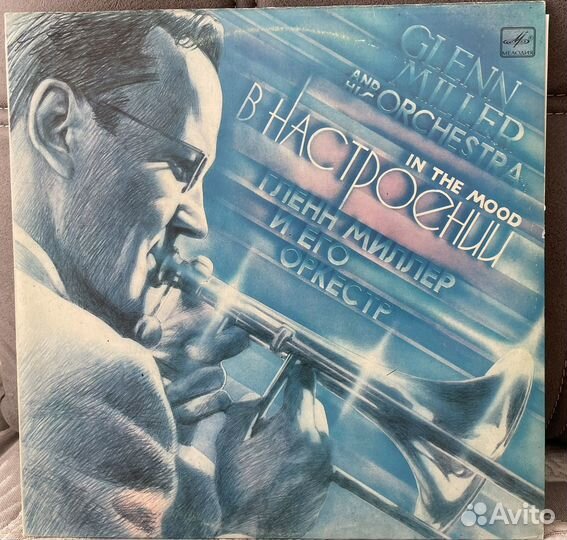 GLENN
MILLER
AND
HIS ORCHESTRA
IN THE MOOD
В НАСТРОЕНИИ
ГЛЕНН МИЛЛЕР
И ЕГО
ОРКЕСТР
МЕЛОДИЯ
Avito